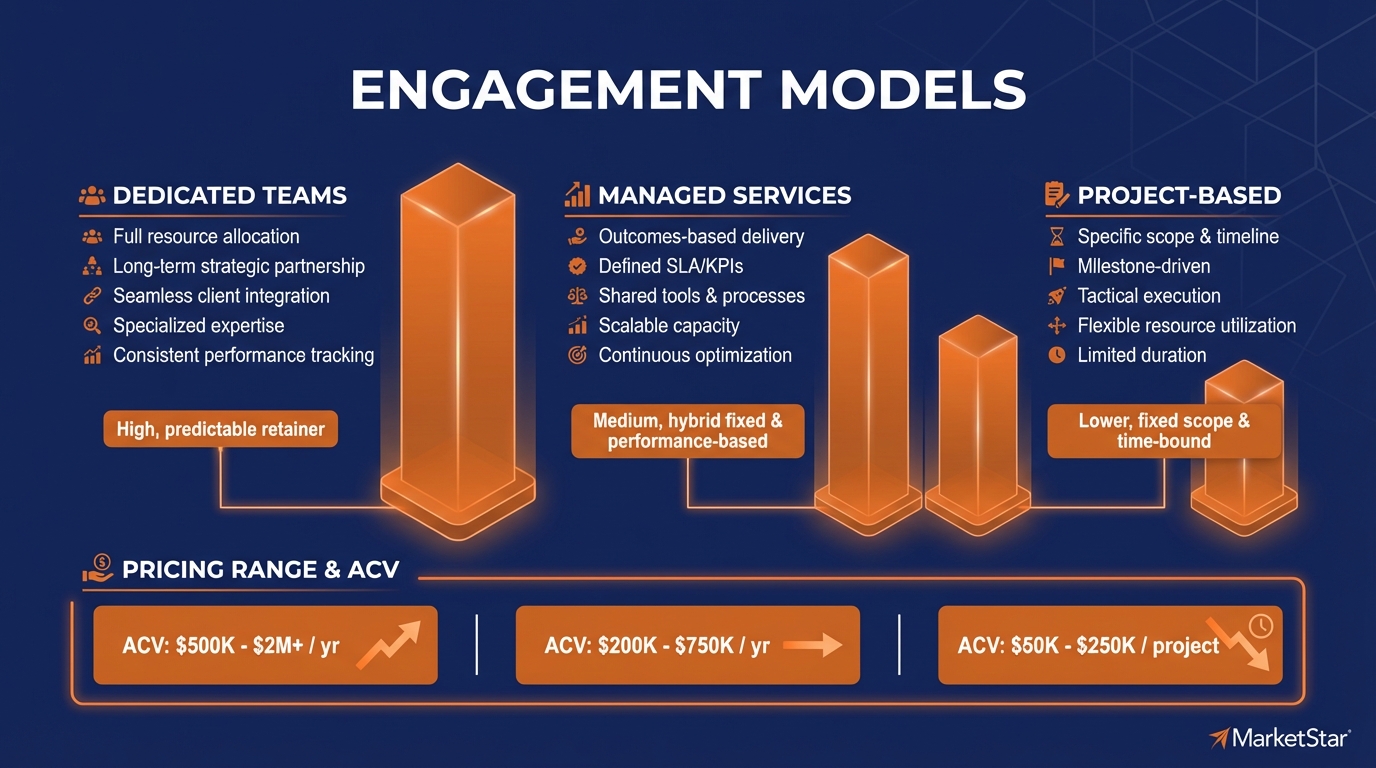 ENGAGEMENT MODELS
DEDICATED TEAMS
Full resource allocation
Long-term strategic partnership
Seamless client integration
Specialized expertise
Consistent performance tracking
High, predictable retainer
MANAGED SERVICES
Outcomes-based delivery
Defined SLA/KPIs
Shared tools & processes
Scalable capacity
Continuous optimization
Medium, hybrid fixed &
performance-based
PROJECT-BASED
Specific scope & timeline
MIlestone-driven
Tactical execution
Flexible resource utilization
Limited duration
Lower, fixed scope &
time-bound
$
PRICING RANGE & ACV
ACV: $500K - $2M+ / yr
ACV: $200K - $750K / yr
ACV: $50K - $250K / project
MarketStar